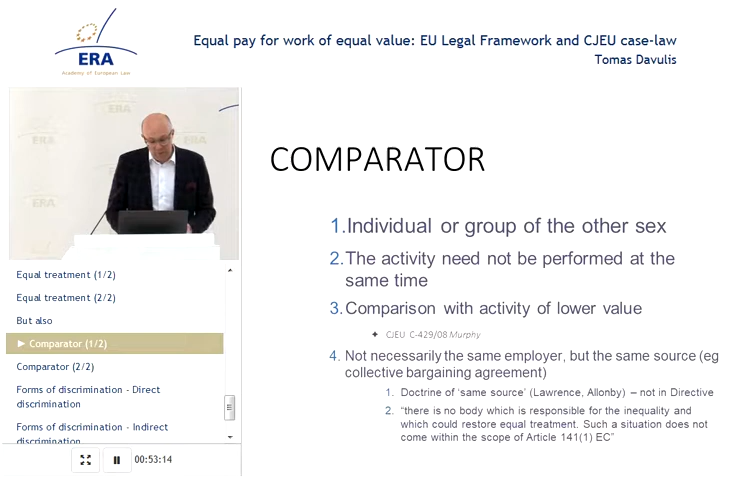 ERA
Academy of European Law
Equal pay for work of equal value: EU Legal Framework and CJEU case-law
Tomas Davulis
ERA
ERA
ERA
ERA
Equal treatment (1/2)
Equal treatment (2/2)
But also
► Comparator (1/2)
Comparator (2/2)
Forms of discrimination - Direct
discrimination
Forms of discrimination - Indirect
discrimination
00:53:14
COMPARATOR
1.Individual or group of the other sex
2.The activity need not be performed at the
same time
3.Comparison with activity of lower value
CJEU C-429/08 Murphy
4. Not necessarily the same employer, but the same source (eg
collective bargaining agreement)
1. Doctrine of ‘same source’ (Lawrence, Allonby) – not in Directive
2. “there is no body which is responsible for the inequality and
which could restore equal treatment. Such a situation does not
come within the scope of Article 141(1) EC”